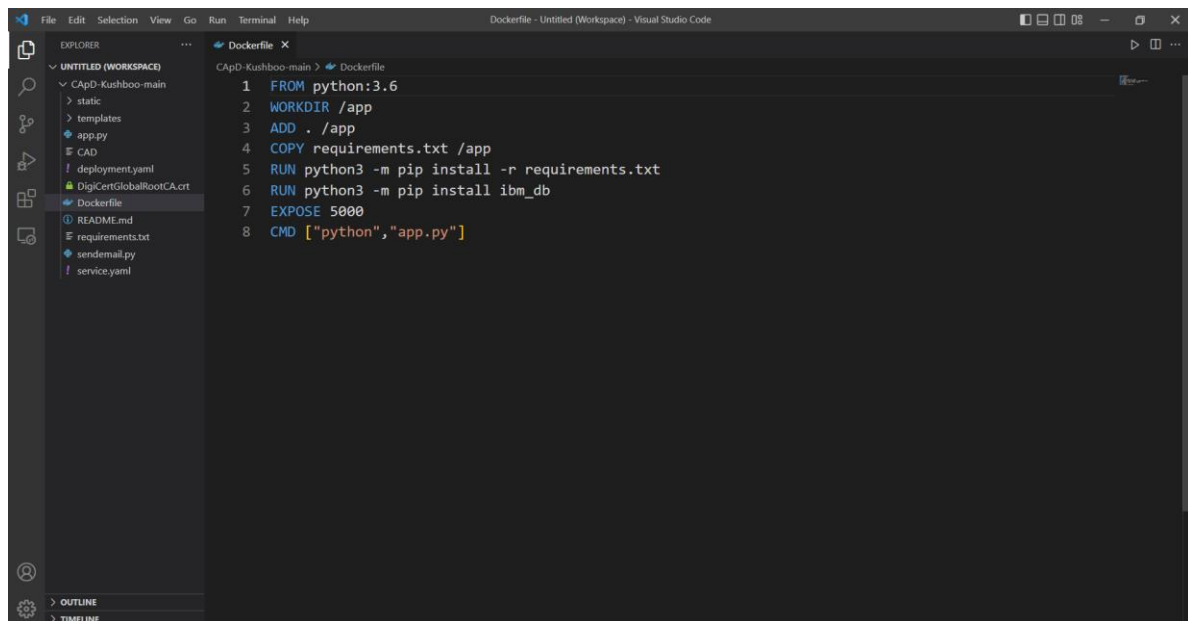 File Edit Selection View Go Run Terminal Help
Dockerfile - Untitled (Workspace) - Visual Studio Code
EXPLORER
Dockerfile
UNTITLED (WORKSPACE)
CApD-Kushboo-main > Dockerfile
CApD-Kushboo-main
static
templates
app.py
CAD
deployment.yaml
DigiCertGlobalRootCA.crt
Dockerfile
README.md
requirements.txt
sendemail.py
service.yaml
1 FROM python:3.6
2 WORKDIR /app
3 ADD . /app
4 COPY requirements.txt /app
5 RUN python3 -m pip install -r requirements.txt
6 RUN python3 -m pip install ibm_db
7 EXPOSE 5000
8 CMD ["python","app.py"]
OUTLINE
TIMELINE